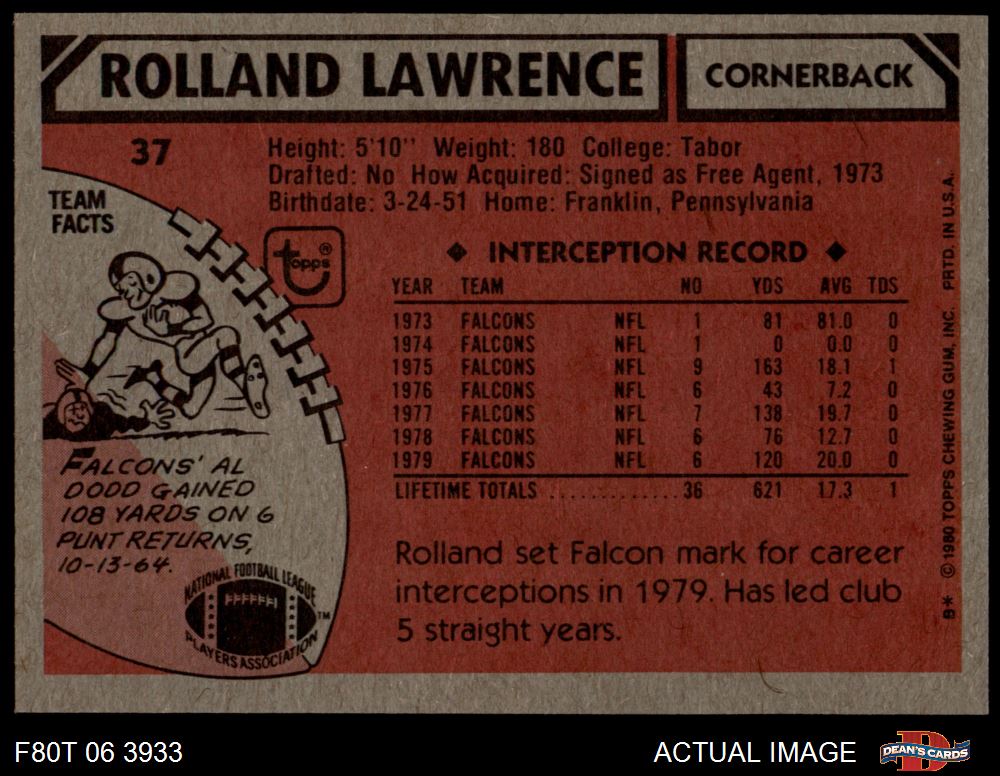 ROLLAND LAWRENCE
CORNERBACK
37
Height: 5'10" Weight: 180 College: Tabor
Drafted: No How Acquired: Signed as Free Agent, 1973
Birthdate: 3-24-51 Home: Franklin, Pennsylvania
TEAM
FACTS
topps®
◆ INTERCEPTION RECORD ◆
YEAR TEAM NO YDS AVG TDS
1973 FALCONS NFL 1 81 81.0 0
1974 FALCONS NFL 1 0 0.0 0
1975 FALCONS NFL 9 163 18.1 1
1976 FALCONS NFL 6 43 7.2 0
1977 FALCONS NFL 7 138 19.7 0
1978 FALCONS NFL 6 76 12.7 0
1979 FALCONS NFL 6 120 20.0 0
LIFETIME TOTALS ............. 36 621 17.3 1
FALCONS' AL
DODD GAINED
108 YARDS ON 6
PUNT RETURNS,
10-13-64.
NATIONAL FOOTBALL LEAGUE
PLAYERS ASSOCIATION
TM
Rolland set Falcon mark for career
interceptions in 1979. Has led club
5 straight years.
B* © 1980 TOPPS CHEWING GUM, INC. PRTD. IN U.S.A.
F80T 06 3933
ACTUAL IMAGE
DEAN'S CARDS